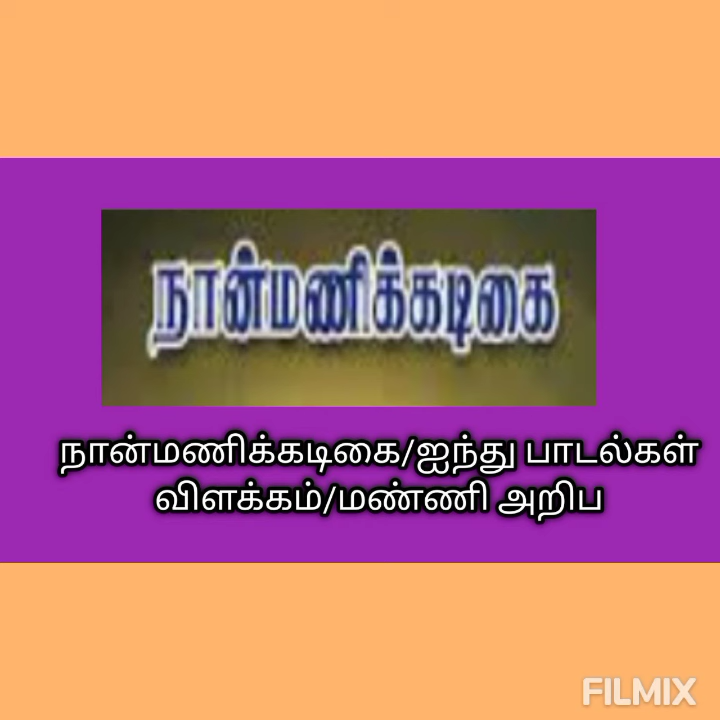 நான்மணிக்கடிகை
நான்மணிக்கடிகை/ஐந்து பாடல்கள்
விளக்கம்/மண்ணி அறிப
FILMIX